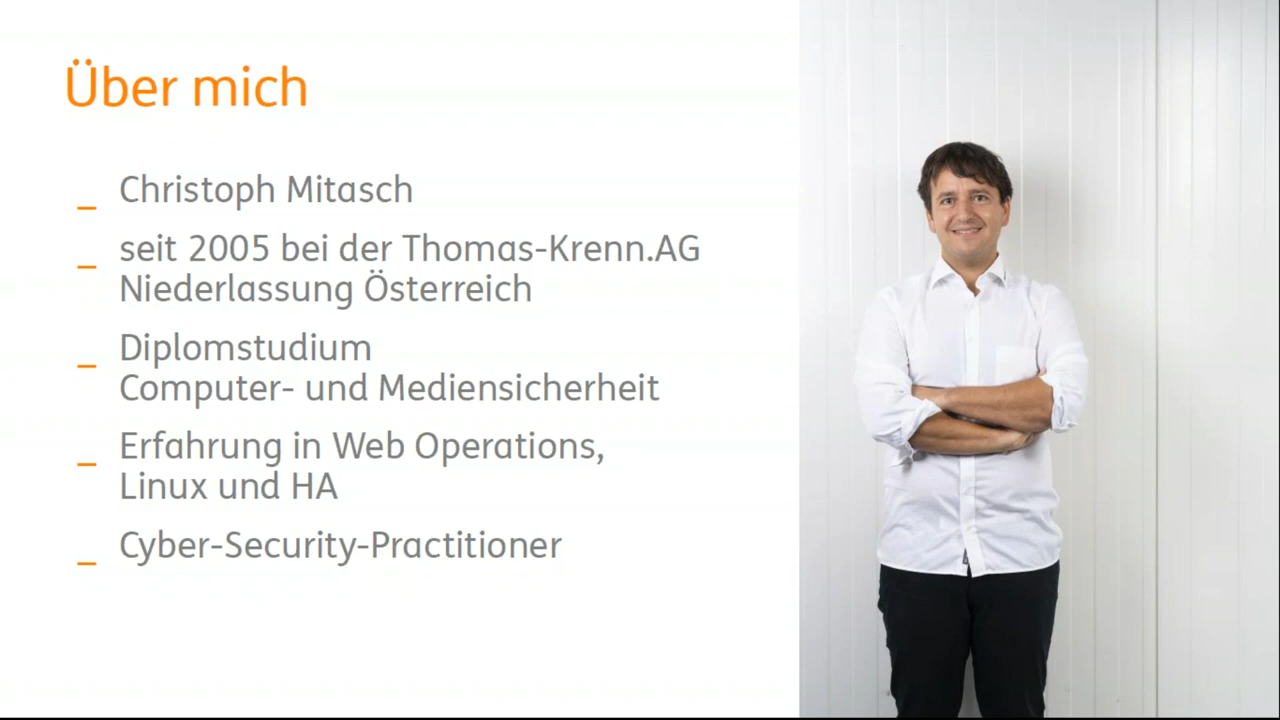 Über mich
_ Christoph Mitasch
_ seit 2005 bei der Thomas-Krenn.AG
Niederlassung Österreich
_ Diplomstudium
Computer- und Mediensicherheit
_ Erfahrung in Web Operations,
Linux und HA
_ Cyber-Security-Practitioner